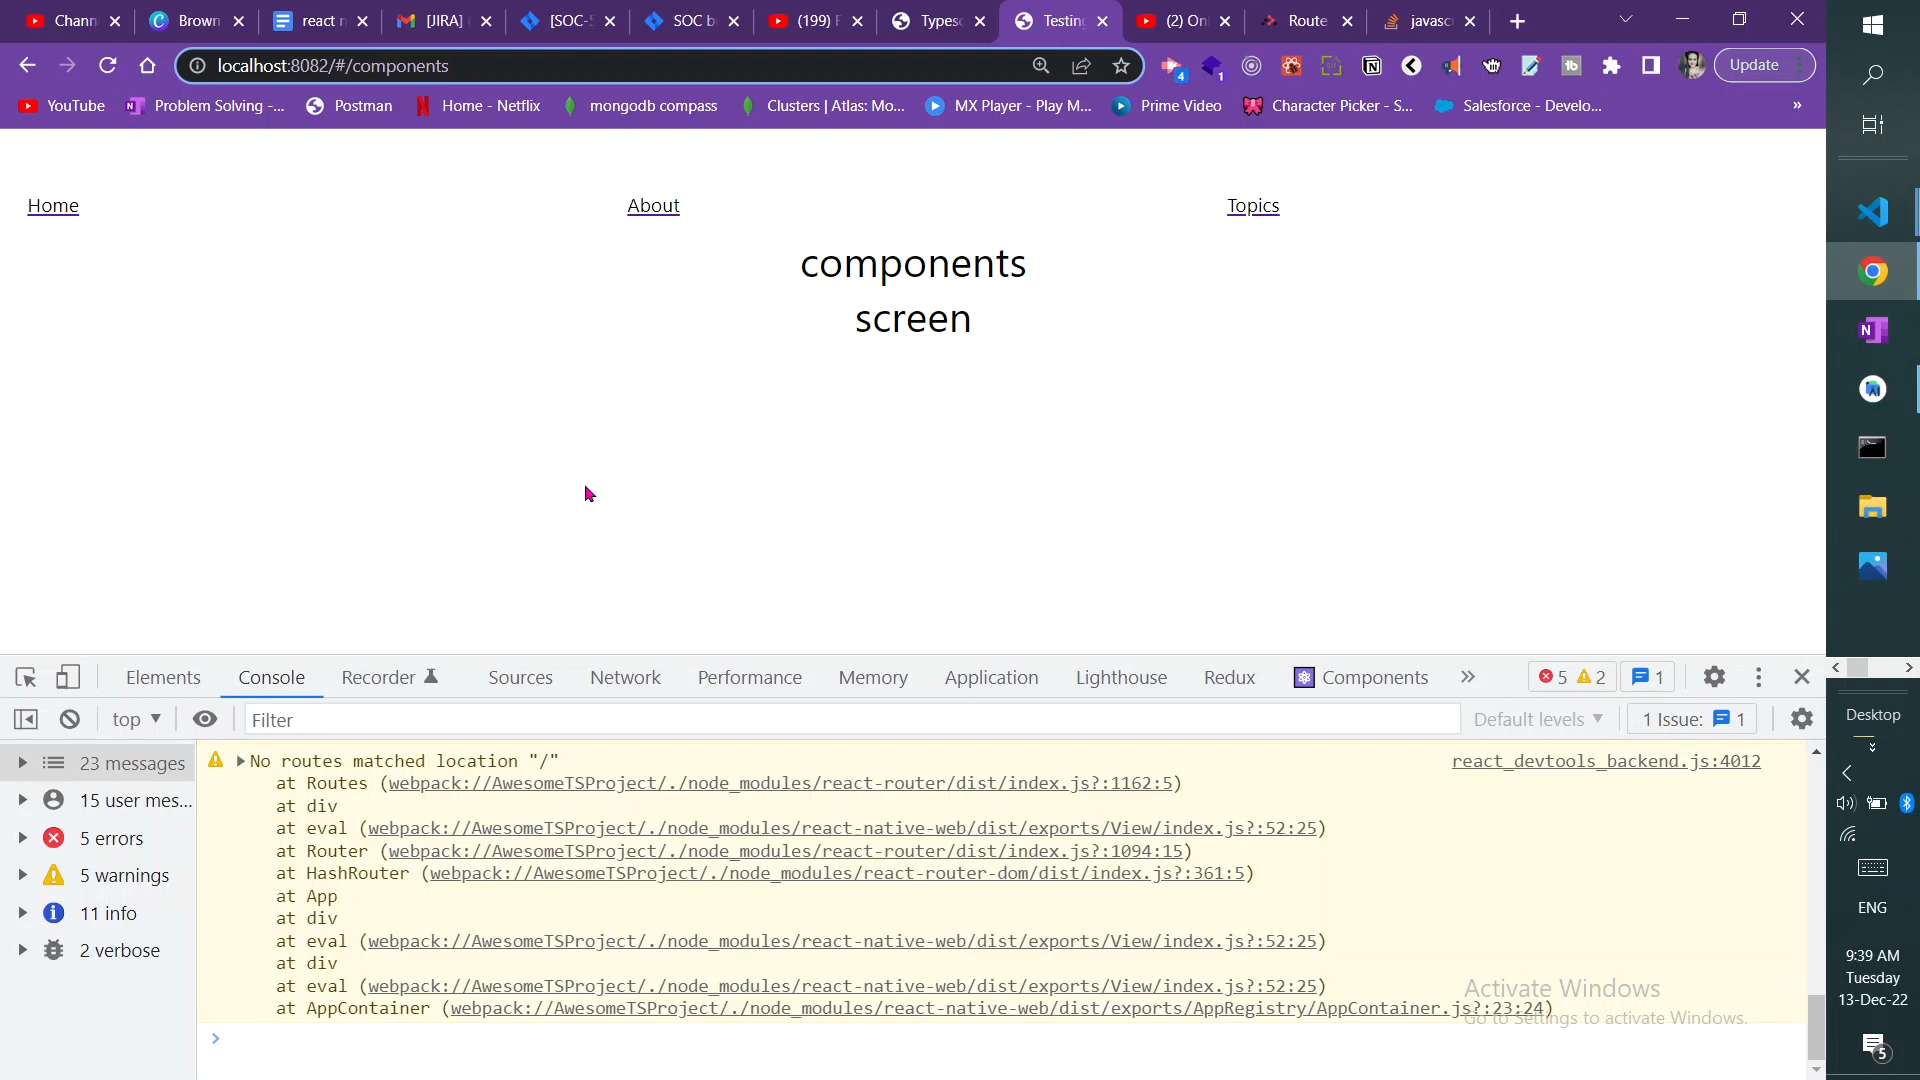 Chann
Brown
react n
[JIRA]
[SOC-
SOC b
(199) F
Typesc
Testing
(2) On
Route
javasc
localhost:8082/#/components
4
1
Update
YouTube
Problem Solving -...
Postman
Home - Netflix
mongodb compass
Clusters | Atlas: Mo...
MX Player - Play M...
Prime Video
Character Picker - S...
Salesforce - Develo...
»
Home
About
Topics
components
screen
Elements
Console
Recorder
Sources
Network
Performance
Memory
Application
Lighthouse
Redux
Components
5
2
1
top
Filter
Default levels
1 Issue: 1
23 messages
15 user mes...
5 errors
5 warnings
11 info
2 verbose
No routes matched location "/"
react_devtools_backend.js:4012
at Routes (webpack://AwesomeTSProject/./node_modules/react-router/dist/index.js?:1162:5)
at div
at eval (webpack://AwesomeTSProject/./node_modules/react-native-web/dist/exports/View/index.js?:52:25)
at Router (webpack://AwesomeTSProject/./node_modules/react-router/dist/index.js?:1094:15)
at HashRouter (webpack://AwesomeTSProject/./node_modules/react-router-dom/dist/index.js?:361:5)
at App
at div
at eval (webpack://AwesomeTSProject/./node_modules/react-native-web/dist/exports/View/index.js?:52:25)
at div
at eval (webpack://AwesomeTSProject/./node_modules/react-native-web/dist/exports/View/index.js?:52:25)
at AppContainer (webpack://AwesomeTSProject/./node_modules/react-native-web/dist/exports/AppRegistry/AppContainer.js?:23:24)
Activate Windows
Go to Settings to activate Windows.
Desktop
ENG
9:39 AM
Tuesday
13-Dec-22
5